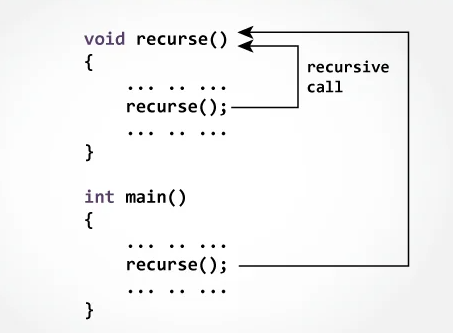 void recurse()
{
... .. ...
recurse();
... .. ...
}
recursive
call
int main()
{
... .. ...
recurse();
... .. ...
}